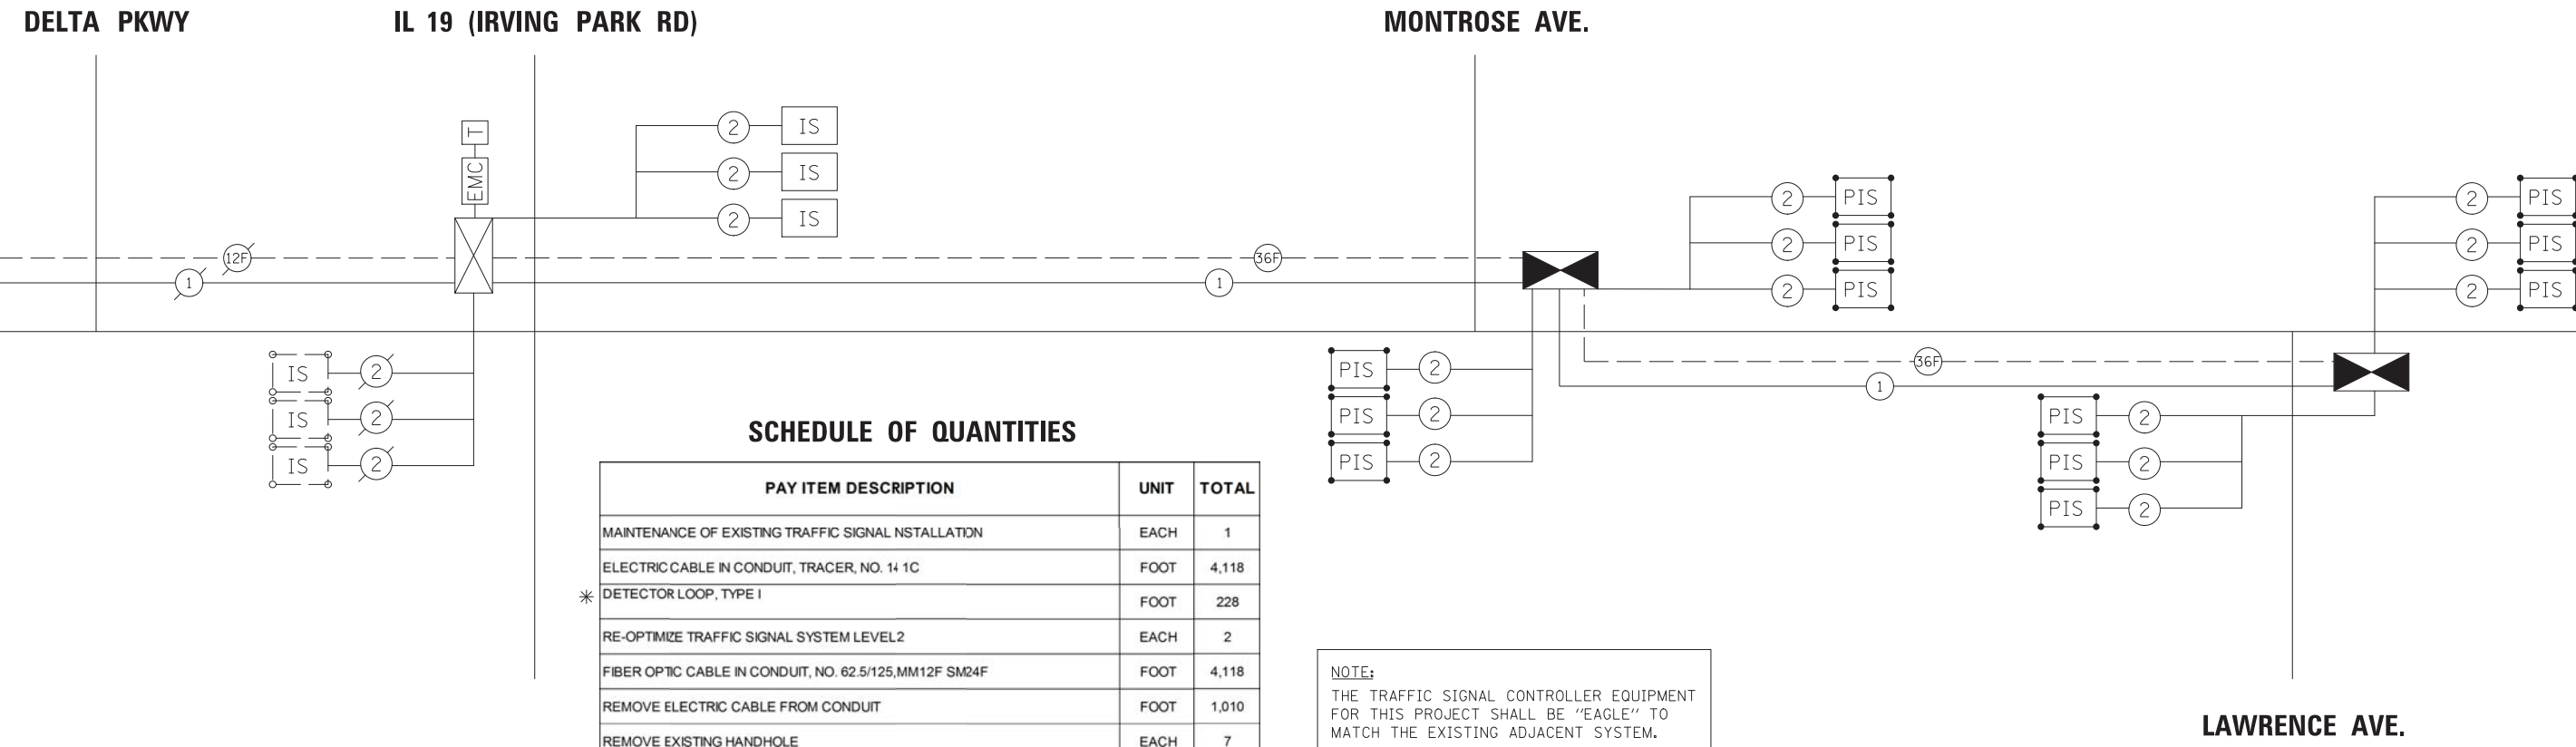 DELTA PKWY
IL 19 (IRVING PARK RD)
MONTROSE AVE.
T
EMC
2 IS
2 IS
2 IS
12F
1
36F
1
2 PIS
2 PIS
2 PIS
2 PIS
2 PIS
2 PIS
IS 2
IS 2
IS 2
PIS 2
PIS 2
PIS 2
36F
1
PIS 2
PIS 2
PIS 2
SCHEDULE OF QUANTITIES
PAY ITEM DESCRIPTION UNIT TOTAL
MAINTENANCE OF EXISTING TRAFFIC SIGNAL NSTALLATION EACH 1
ELECTRIC CABLE IN CONDUIT, TRACER, NO. 14 1C FOOT 4,118
* DETECTOR LOOP, TYPE I FOOT 228
RE-OPTIMIZE TRAFFIC SIGNAL SYSTEM LEVEL2 EACH 2
FIBER OPTIC CABLE IN CONDUIT, NO. 62.5/125,MM12F SM24F FOOT 4,118
REMOVE ELECTRIC CABLE FROM CONDUIT FOOT 1,010
REMOVE EXISTING HANDHOLE EACH 7
NOTE:
THE TRAFFIC SIGNAL CONTROLLER EQUIPMENT
FOR THIS PROJECT SHALL BE "EAGLE" TO
MATCH THE EXISTING ADJACENT SYSTEM.
LAWRENCE AVE.